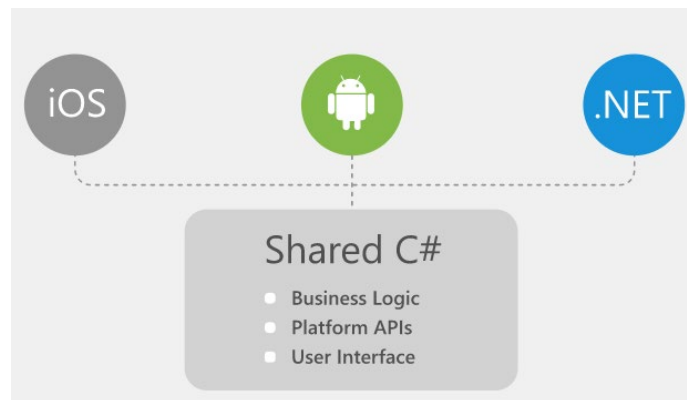 iOS
.NET
Shared C#
Business Logic
Platform APIs
User Interface